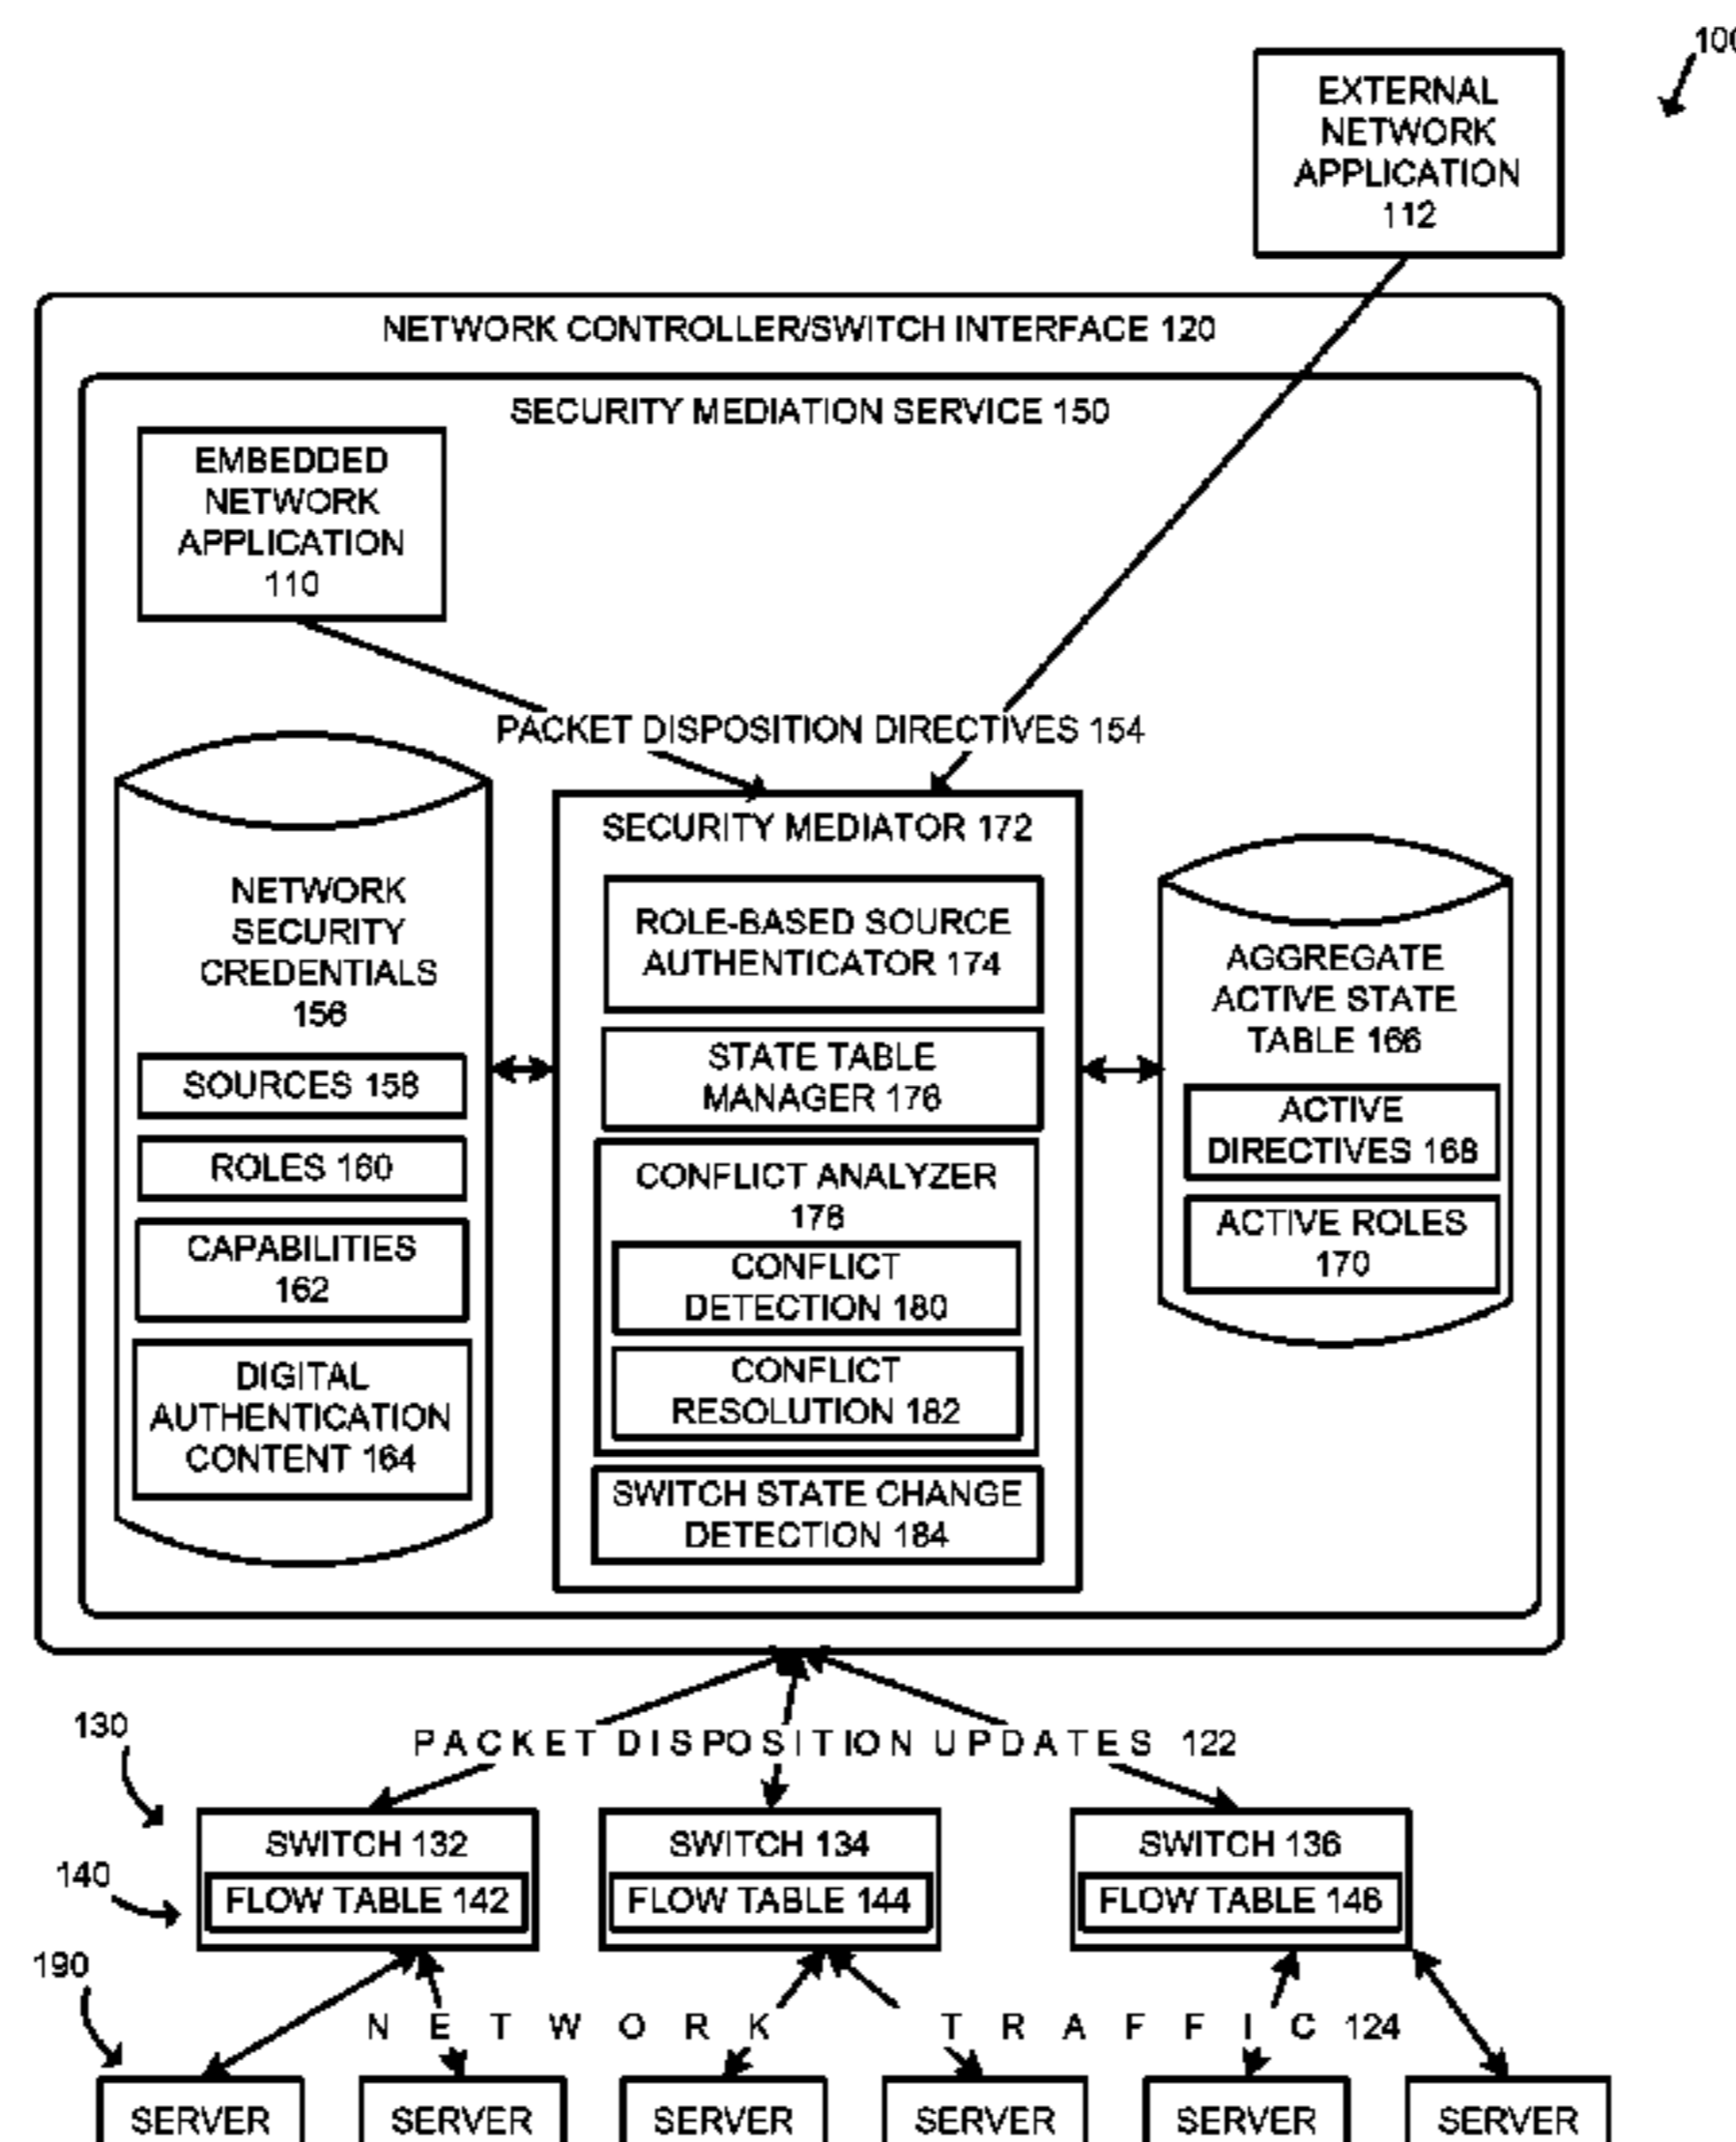 100
EXTERNAL
NETWORK
APPLICATION
112
NETWORK CONTROLLER/SWITCH INTERFACE 120
SECURITY MEDIATION SERVICE 150
EMBEDDED
NETWORK
APPLICATION
110
PACKET DISPOSITION DIRECTIVES 154
NETWORK
SECURITY
CREDENTIALS
156
SOURCES 158
ROLES 160
CAPABILITIES
162
DIGITAL
AUTHENTICATION
CONTENT 164
SECURITY MEDIATOR 172
ROLE-BASED SOURCE
AUTHENTICATOR 174
STATE TABLE
MANAGER 176
CONFLICT ANALYZER
178
CONFLICT
DETECTION 180
CONFLICT
RESOLUTION 182
SWITCH STATE CHANGE
DETECTION 184
AGGREGATE
ACTIVE STATE
TABLE 166
ACTIVE
DIRECTIVES 168
ACTIVE ROLES
170
130
PACKET DISPOSITION UPDATES 122
SWITCH 132
SWITCH 134
SWITCH 136
140
FLOW TABLE 142
FLOW TABLE 144
FLOW TABLE 146
190
NETWORK TRAFFIC 124
SERVER
SERVER
SERVER
SERVER
SERVER
SERVER